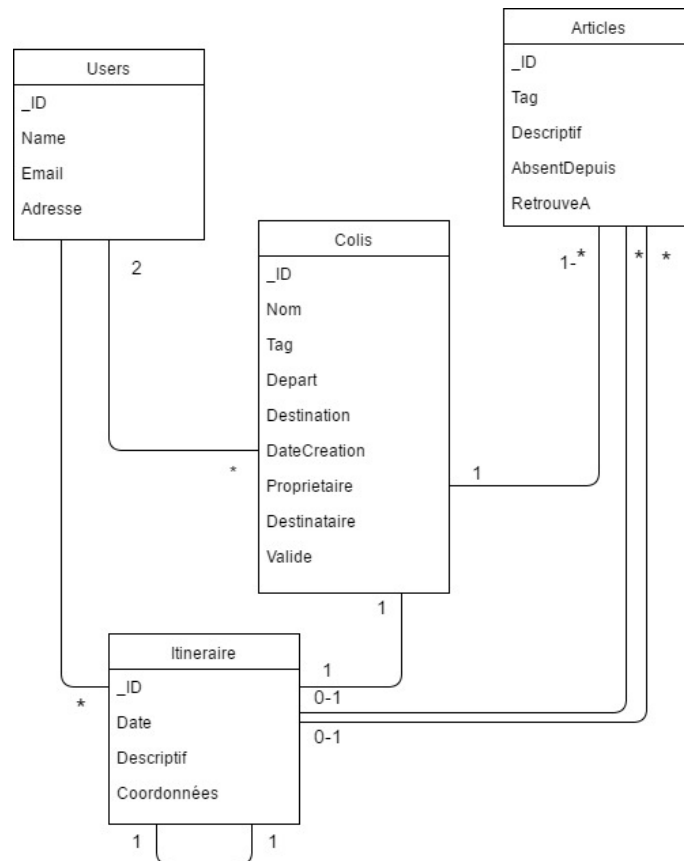 Users
_ID
Name
Email
Adresse
2
Articles
_ID
Tag
Descriptif
AbsentDepuis
RetrouveA
1-*
*
*
Colis
_ID
Nom
Tag
Depart
Destination
DateCreation
Proprietaire
Destinataire
Valide
*
1
1
Itineraire
_ID
Date
Descriptif
Coordonnées
*
1
0-1
0-1
1
1